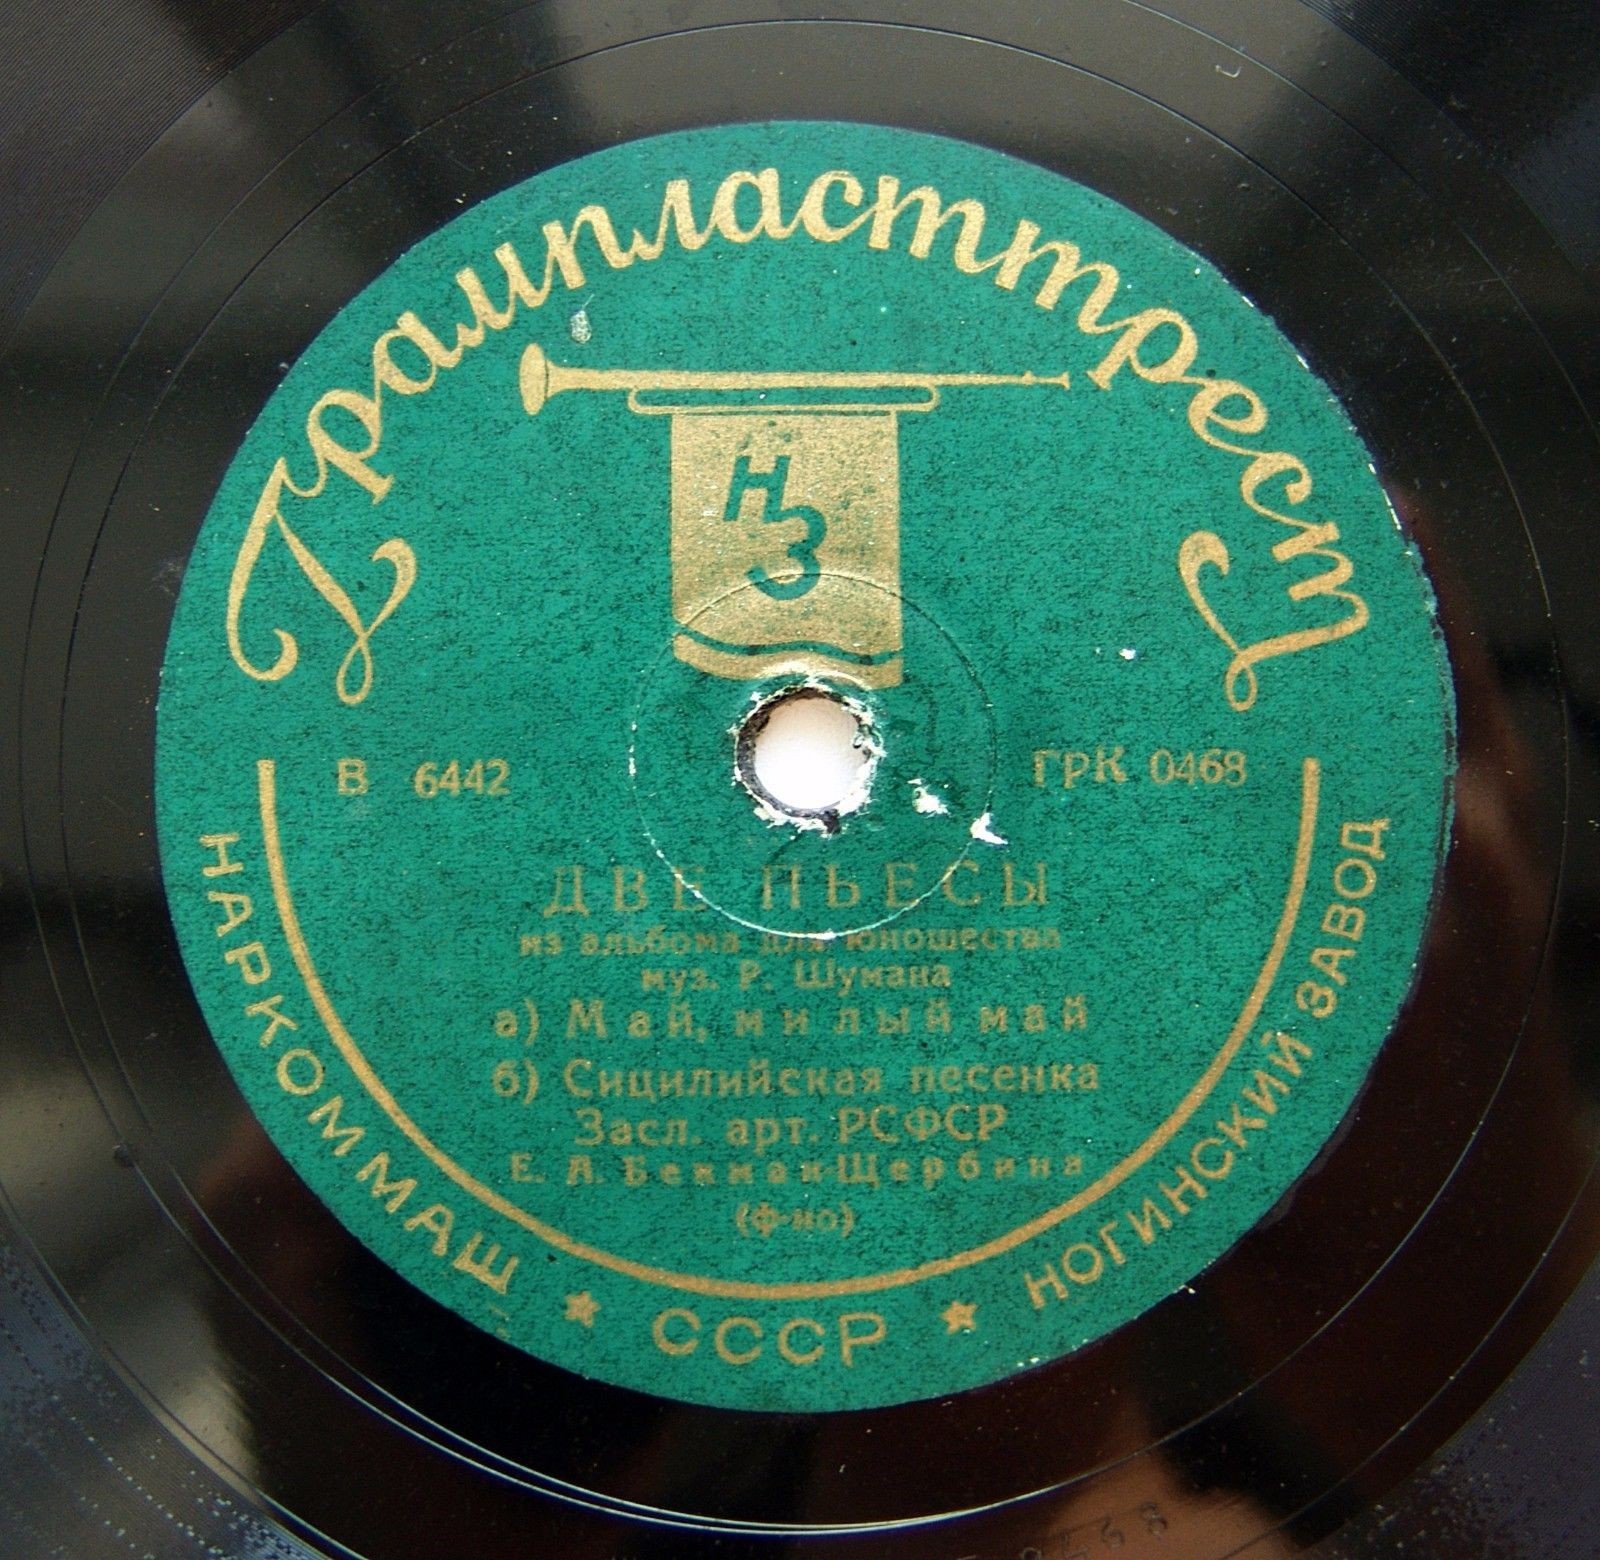 Грампласттрест
НЗ
В 6442
ГРК 0468
ДВЕ ПЬЕСЫ
из альбома для юношества
муз. Р. Шумана
а) Май, милый май
б) Сицилийская песенка
Засл. арт. РСФСР
Е. А. Бекман-Щербина
(ф-но)
НАРКОММАШ ★ СССР ★ НОГИНСКИЙ ЗАВОД